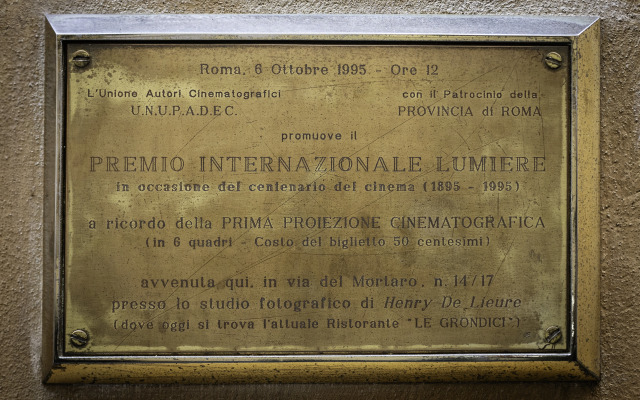 Roma, 6 Ottobre 1995 - Ore 12
L'Unione Autori Cinematografici con il Patrocinio della
U.N.U.P.A.D.E.C. PROVINCIA di ROMA
promuove il
PREMIO INTERNAZIONALE LUMIERE
in occasione del centenario del cinema (1895 - 1995)
a ricordo della PRIMA PROIEZIONE CINEMATOGRAFICA
(in 6 quadri - Costo del biglietto 50 centesimi)
avvenuta qui, in via del Mortaro, n. 14/17
presso lo studio fotografico di Henry De Lieure
(dove oggi si trova l'attuale Ristorante "LE GRONDICI")